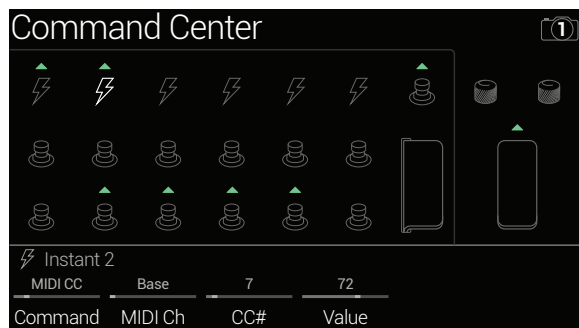 Command Center
1
Instant 2
MIDI CC Base 7 72
Command MIDI Ch CC# Value